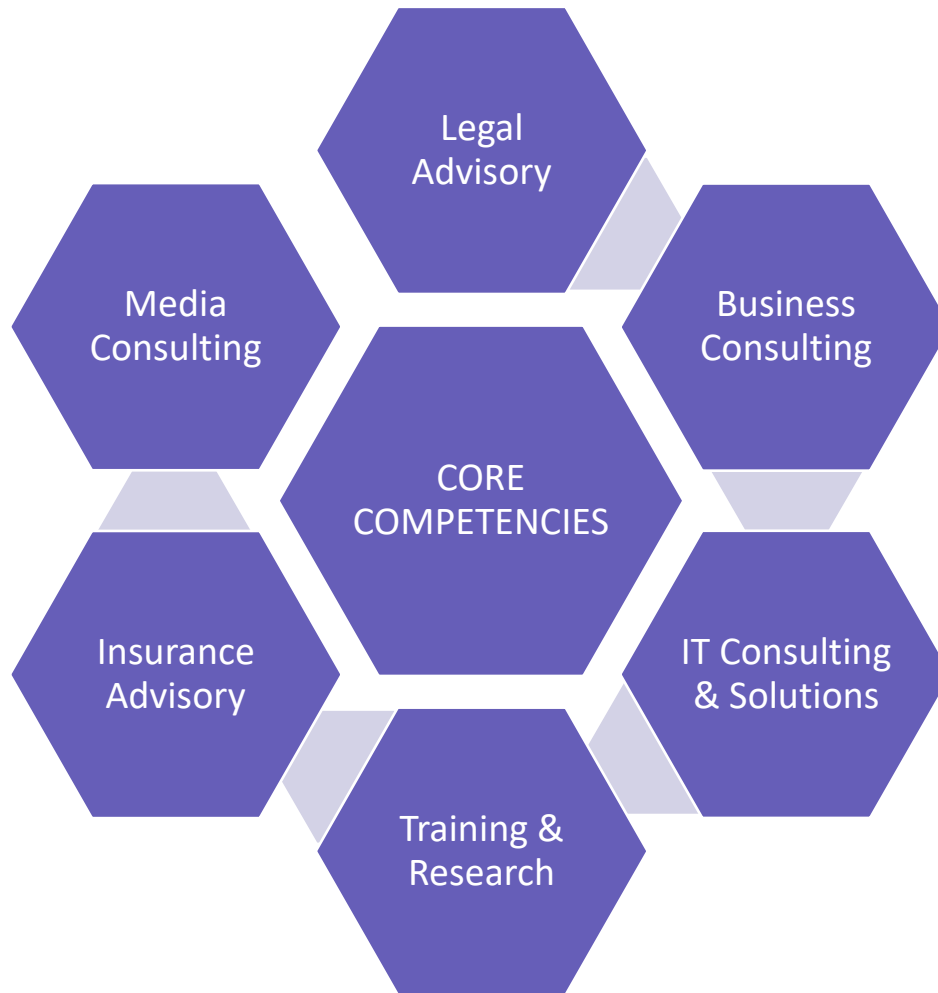 Legal
Advisory
Media
Consulting
Business
Consulting
CORE
COMPETENCIES
Insurance
Advisory
IT Consulting
& Solutions
Training &
Research